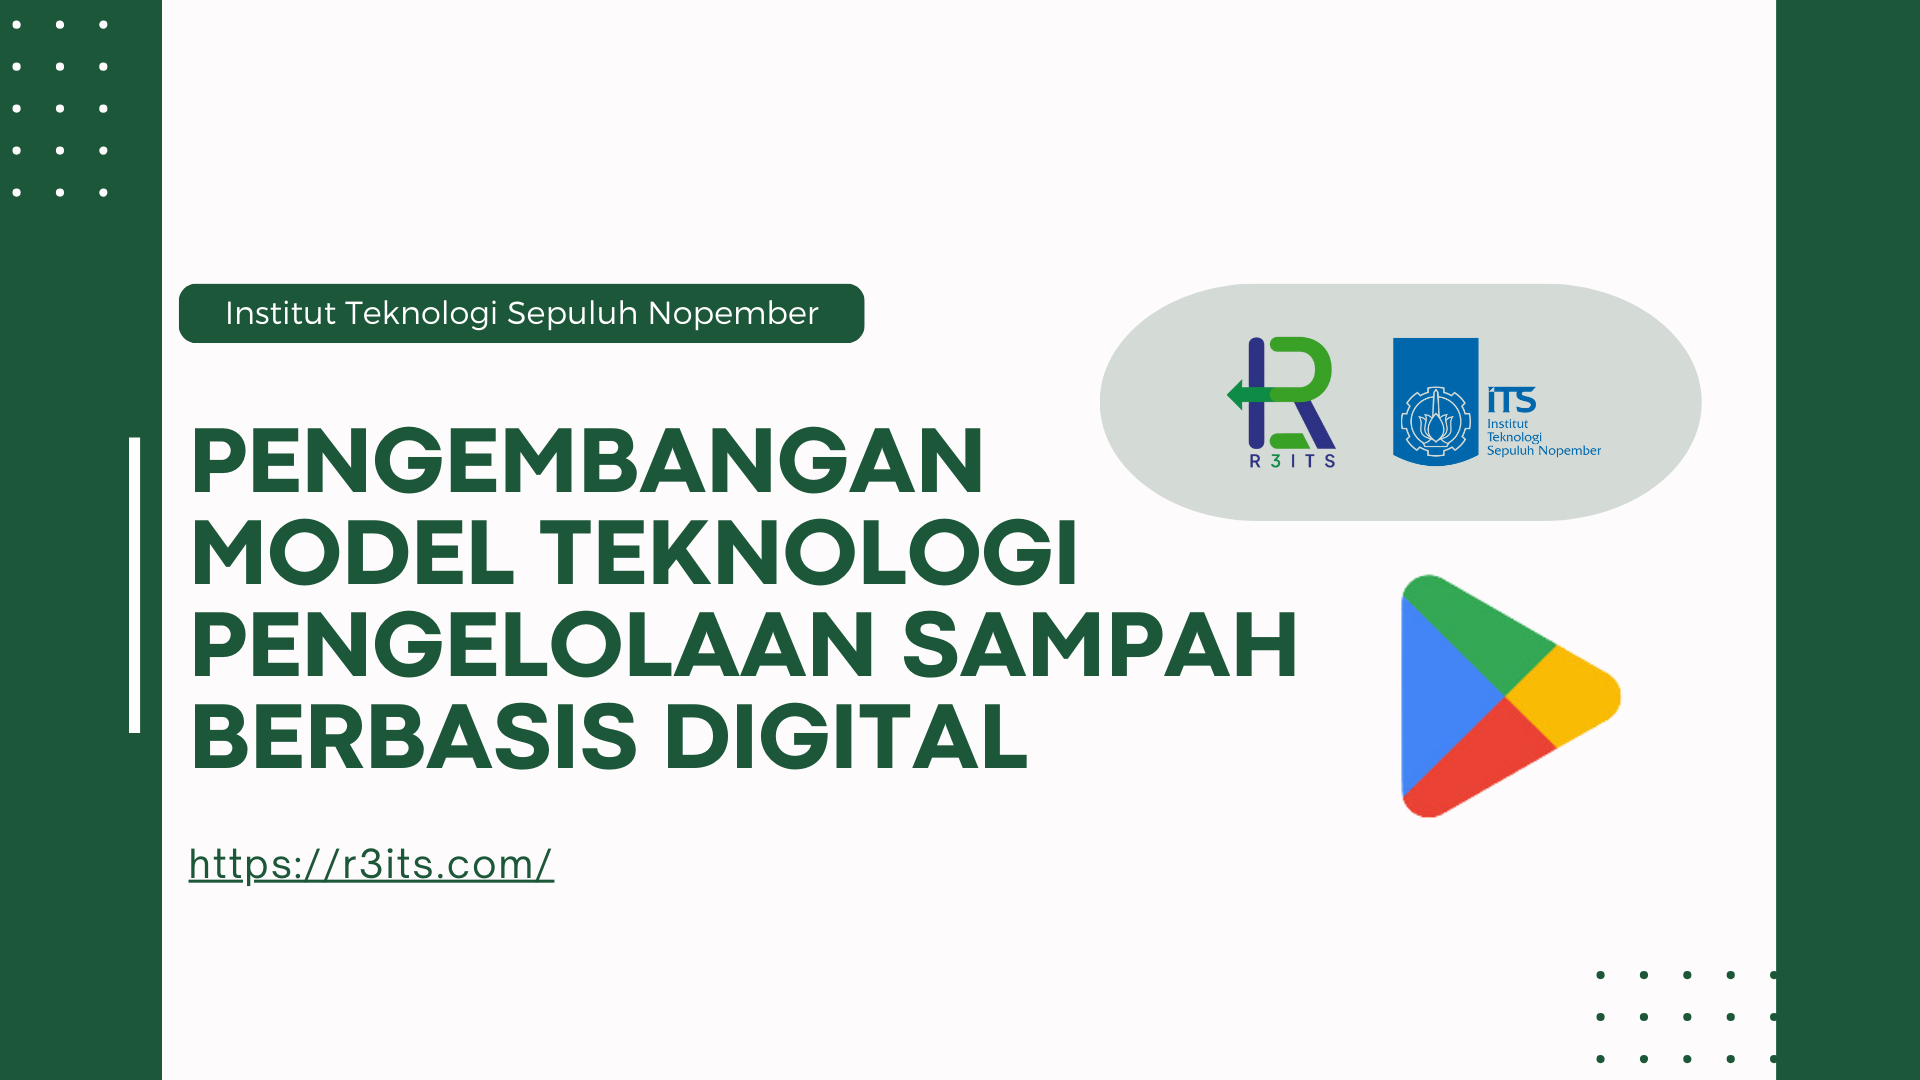 Institut Teknologi Sepuluh Nopember
R3ITS
iTS
Institut
Teknologi
Sepuluh Nopember
PENGEMBANGAN
MODEL TEKNOLOGI
PENGELOLAAN SAMPAH
BERBASIS DIGITAL
https://r3its.com/